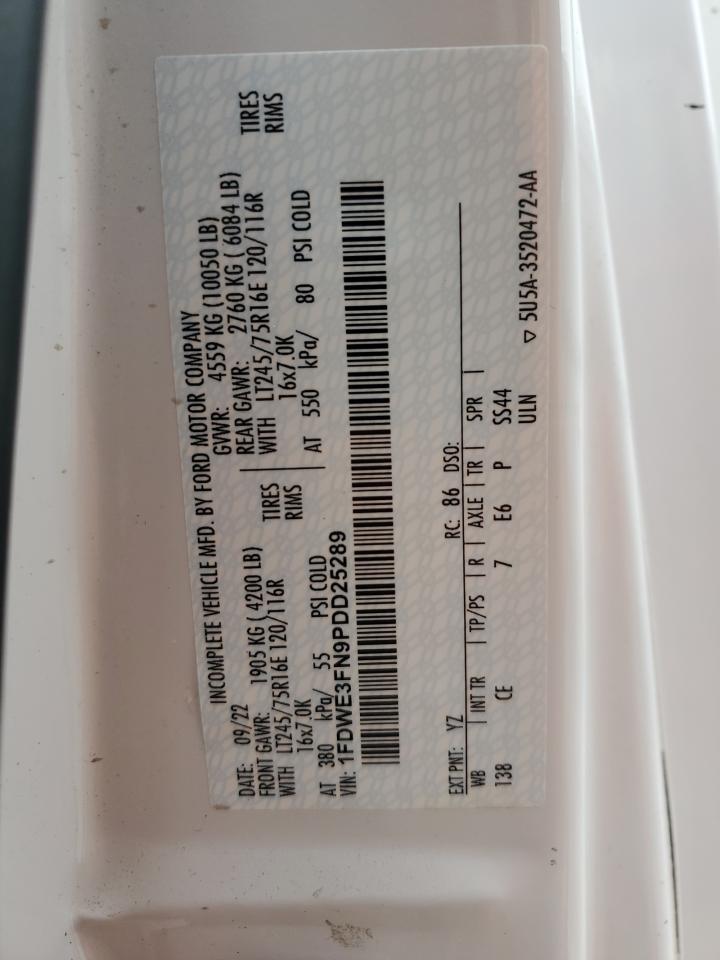 INCOMPLETE VEHICLE MFD. BY FORD MOTOR COMPANY
DATE: 09/22 GVWR: 4559 KG (10050 LB)
FRONT GAWR: 1905 KG ( 4200 LB) REAR GAWR: 2760 KG ( 6084 LB)
WITH LT245/75R16E 120/116R TIRES WITH LT245/75R16E 120/116R TIRES
16x7.0K RIMS 16x7.0K RIMS
AT 380 kPa/ 55 PSI COLD AT 550 kPa/ 80 PSI COLD
VIN: 1FDWE3FN9PDD25289
EXT PNT: YZ RC: 86 DSO:
WB | INT TR | TP/PS | R | AXLE | TR | SPR |
138 CE 7 E6 P SS44
ULN ▽ 5U5A-3520472-AA